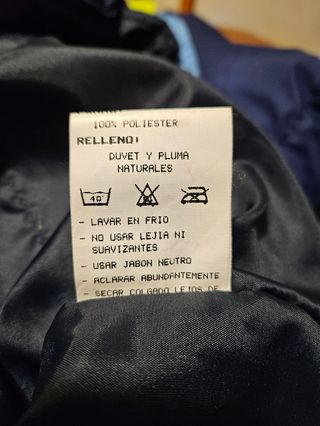 100% POLIESTER
RELLENO:
DUVET Y PLUMA
NATURALES
40°
- LAVAR EN FRIO
- NO USAR LEJIA NI
SUAVIZANTES
- USAR JABON NEUTRO
- ACLARAR ABUNDANTEMENTE
- SECAR COLGADO LEJOS DE